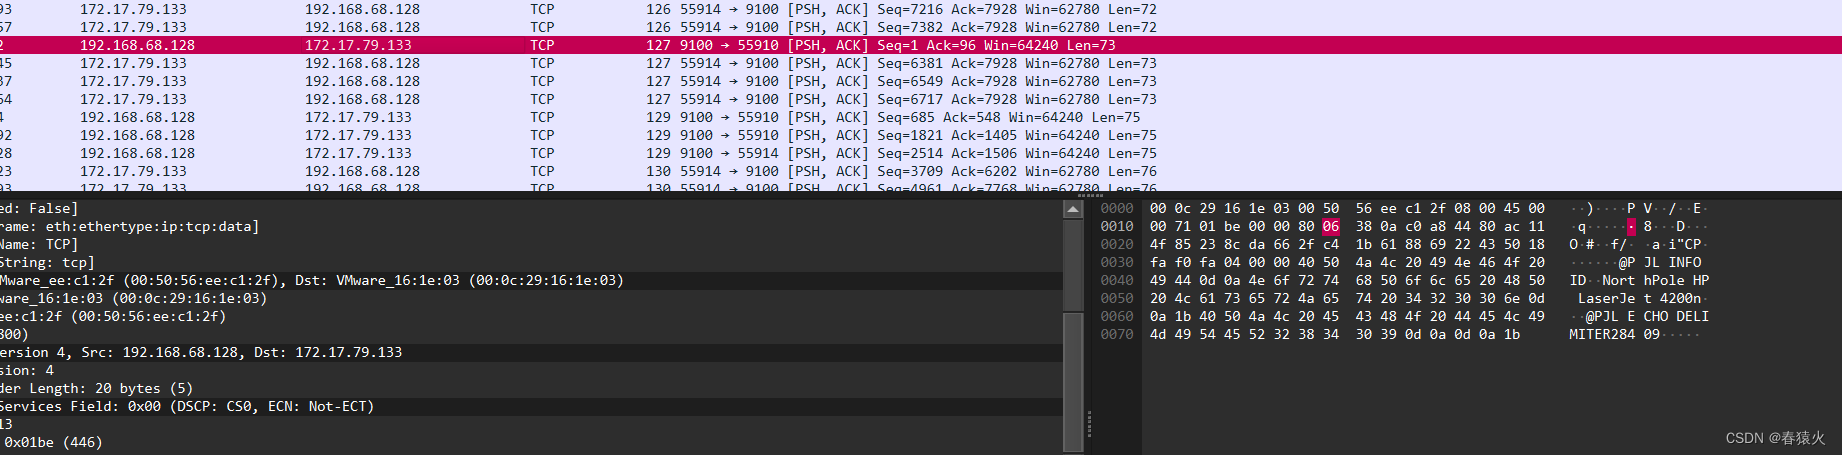 93 172.17.79.133 192.168.68.128 TCP 126 55914 → 9100 [PSH, ACK] Seq=7216 Ack=7928 Win=62780 Len=72
57 172.17.79.133 192.168.68.128 TCP 126 55914 → 9100 [PSH, ACK] Seq=7382 Ack=7928 Win=62780 Len=72
2 192.168.68.128 172.17.79.133 TCP 127 9100 → 55910 [PSH, ACK] Seq=1 Ack=96 Win=64240 Len=73
45 172.17.79.133 192.168.68.128 TCP 127 55914 → 9100 [PSH, ACK] Seq=6381 Ack=7928 Win=62780 Len=73
37 172.17.79.133 192.168.68.128 TCP 127 55914 → 9100 [PSH, ACK] Seq=6549 Ack=7928 Win=62780 Len=73
54 172.17.79.133 192.168.68.128 TCP 127 55914 → 9100 [PSH, ACK] Seq=6717 Ack=7928 Win=62780 Len=73
4 192.168.68.128 172.17.79.133 TCP 129 9100 → 55910 [PSH, ACK] Seq=685 Ack=548 Win=64240 Len=75
92 192.168.68.128 172.17.79.133 TCP 129 9100 → 55910 [PSH, ACK] Seq=1821 Ack=1405 Win=64240 Len=75
28 192.168.68.128 172.17.79.133 TCP 129 9100 → 55914 [PSH, ACK] Seq=2514 Ack=1506 Win=64240 Len=75
23 172.17.79.133 192.168.68.128 TCP 130 55914 → 9100 [PSH, ACK] Seq=3709 Ack=6202 Win=62780 Len=76
93 172.17.79.133 192.168.68.128 TCP 130 55914 → 9100 [PSH, ACK] Seq=4961 Ack=7768 Win=62780 Len=76
ed: False]
rame: eth:ethertype:ip:tcp:data]
Name: TCP]
String: tcp]
Mware_ee:c1:2f (00:50:56:ee:c1:2f), Dst: VMware_16:1e:03 (00:0c:29:16:1e:03)
ware_16:1e:03 (00:0c:29:16:1e:03)
ee:c1:2f (00:50:56:ee:c1:2f)
800)
ersion 4, Src: 192.168.68.128, Dst: 172.17.79.133
sion: 4
der Length: 20 bytes (5)
Services Field: 0x00 (DSCP: CS0, ECN: Not-ECT)
13
0x01be (446)
0000 00 0c 29 16 1e 03 00 50 56 ee c1 2f 08 00 45 00 ··)····P V··/··E·
0010 00 71 01 be 00 00 80 06 38 0a c0 a8 44 80 ac 11 ·q······ 8···D···
0020 4f 85 23 8c da 66 2f c4 1b 61 88 69 22 43 50 18 O·#··f/· ·a·i"CP·
0030 fa f0 fa 04 00 00 40 50 4a 4c 20 49 4e 46 4f 20 ······@P JL INFO
0040 49 44 0d 0a 4e 6f 72 74 68 50 6f 6c 65 20 48 50 ID··Nort hPole HP
0050 20 4c 61 73 65 72 4a 65 74 20 34 32 30 30 6e 0d LaserJe t 4200n·
0060 0a 1b 40 50 4a 4c 20 45 43 48 4f 20 44 45 4c 49 ··@PJL E CHO DELI
0070 4d 49 54 45 52 32 38 34 30 39 0d 0a 0d 0a 1b MITER284 09·····
CSDN @春猿火